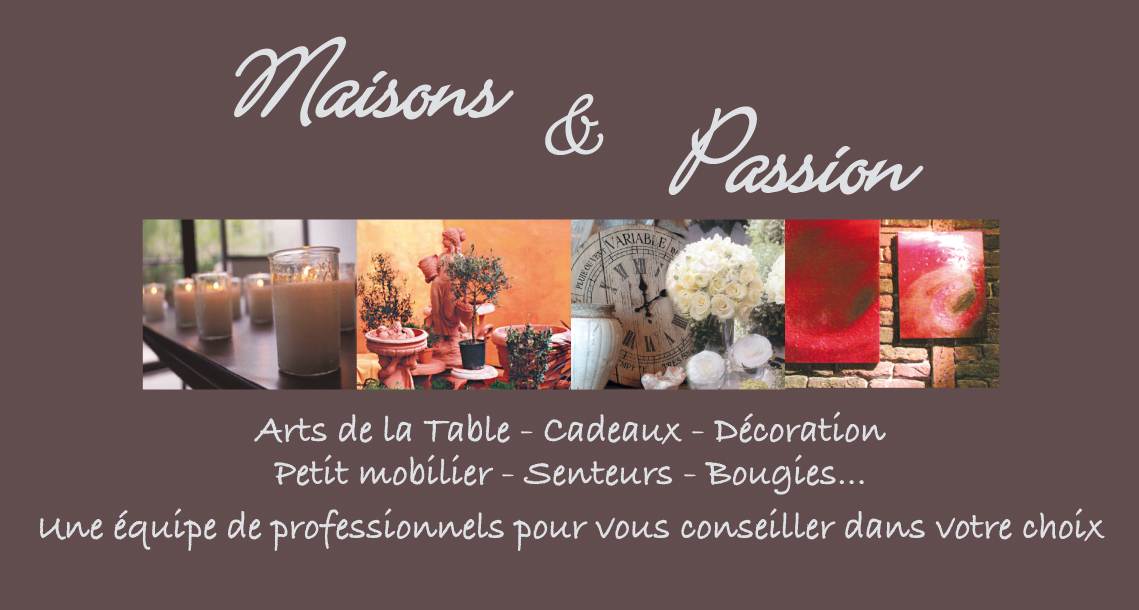 Maisons & Passion
VARIABLE
Arts de la Table - Cadeaux - Décoration
Petit mobilier - Senteurs - Bougies...
Une équipe de professionnels pour vous conseiller dans votre choix